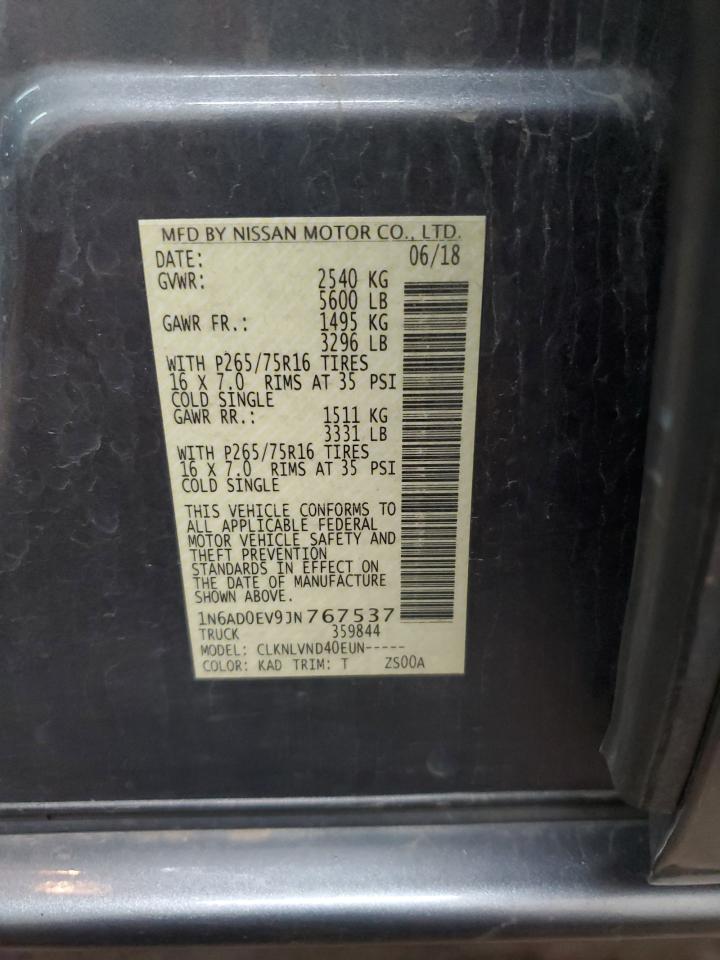 MFD BY NISSAN MOTOR CO., LTD.
DATE: 06/18
GVWR: 2540 KG
5600 LB
GAWR FR.: 1495 KG
3296 LB
WITH P265/75R16 TIRES
16 X 7.0 RIMS AT 35 PSI
COLD SINGLE
GAWR RR.: 1511 KG
3331 LB
WITH P265/75R16 TIRES
16 X 7.0 RIMS AT 35 PSI
COLD SINGLE
THIS VEHICLE CONFORMS TO
ALL APPLICABLE FEDERAL
MOTOR VEHICLE SAFETY AND
THEFT PREVENTION
STANDARDS IN EFFECT ON
THE DATE OF MANUFACTURE
SHOWN ABOVE.
1N6AD0EV9JN767537
TRUCK 359844
MODEL: CLKNLVND40EUN-----
COLOR: KAD TRIM: T ZS00A